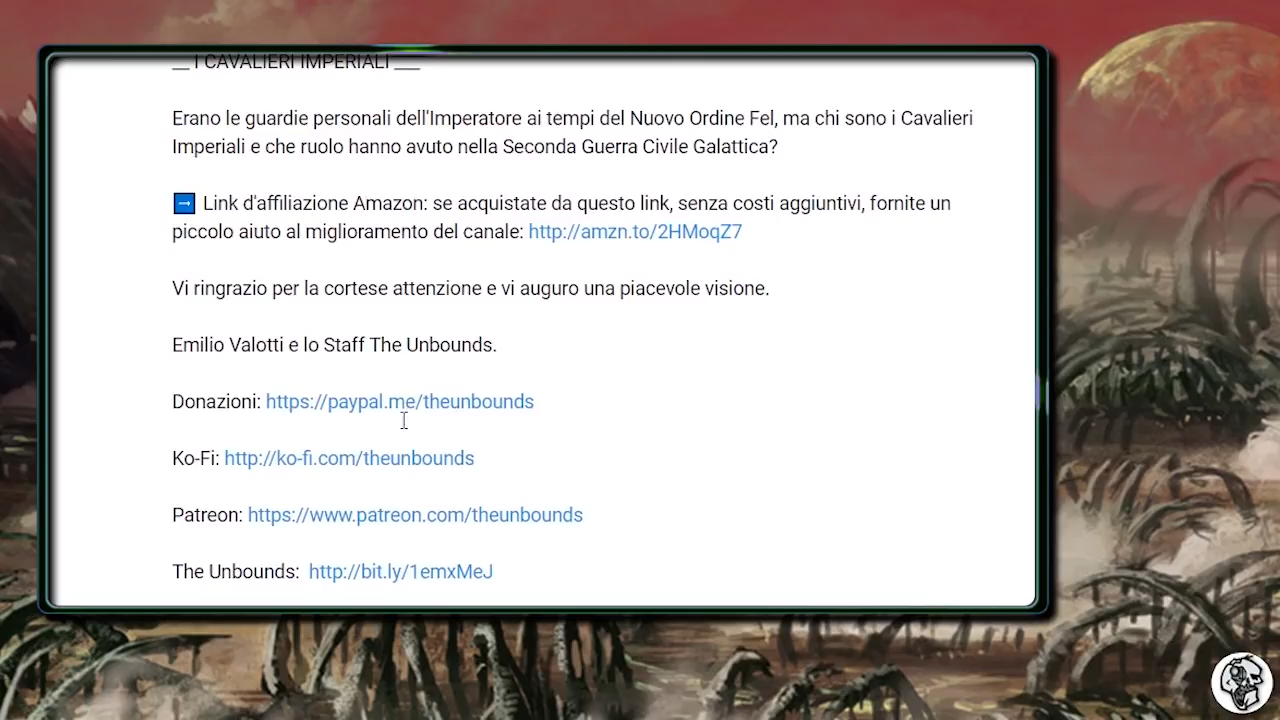 __ I CAVALIERI IMPERIALI ___
Erano le guardie personali dell'Imperatore ai tempi del Nuovo Ordine Fel, ma chi sono i Cavalieri
Imperiali e che ruolo hanno avuto nella Seconda Guerra Civile Galattica?
➡ Link d'affiliazione Amazon: se acquistate da questo link, senza costi aggiuntivi, fornite un
piccolo aiuto al miglioramento del canale: http://amzn.to/2HMoqZ7
Vi ringrazio per la cortese attenzione e vi auguro una piacevole visione.
Emilio Valotti e lo Staff The Unbounds.
Donazioni: https://paypal.me/theunbounds
Ko-Fi: http://ko-fi.com/theunbounds
Patreon: https://www.patreon.com/theunbounds
The Unbounds:  http://bit.ly/1emxMeJ